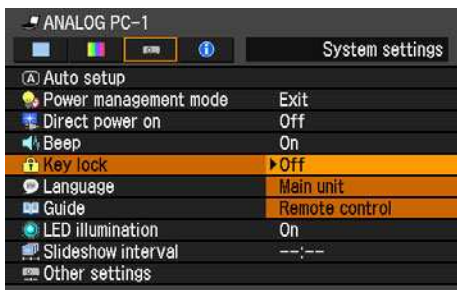 ANALOG PC-1
System settings
Auto setup
Power management mode Exit
Direct power on Off
Beep On
Key lock Off
Language Main unit
Guide Remote control
LED illumination On
Slideshow interval --:--
Other settings